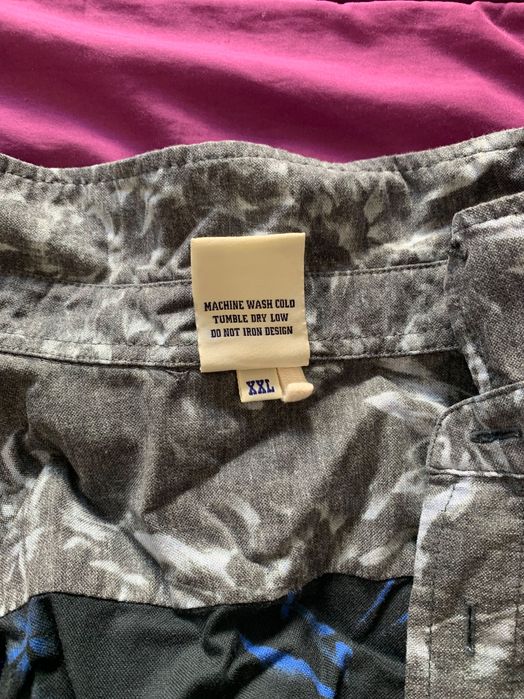 MACHINE WASH COLD
TUMBLE DRY LOW
DO NOT IRON DESIGN
XXL